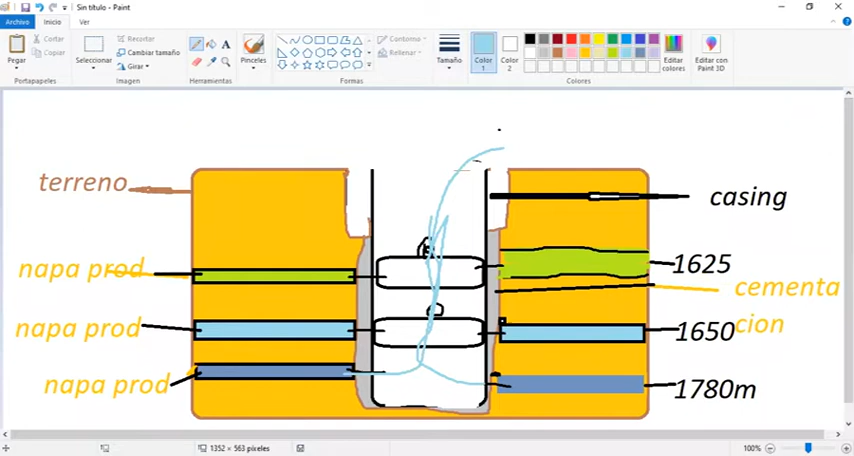 Sin título - Paint
Archivo Inicio Ver
Pegar
Cortar
Copiar
Portapapeles
Seleccionar
Recortar
Cambiar tamaño
Girar
Imagen
Herramientas
Pinceles
Formas
Contorno
Rellenar
Tamaño
Color 1
Color 2
Colores
Editar colores
Editar con Paint 3D
terreno
casing
napa prod
1625
cementa
cion
napa prod
1650
napa prod
1780m
1352 × 563 píxeles
100%